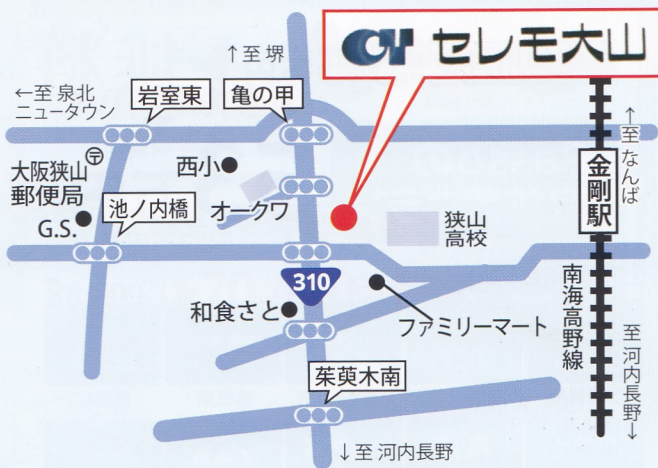 セレモ大山
↑至 堺
←至 泉北
ニュータウン
岩室東
亀の甲
↑至 なんば
大阪狭山
郵便局
西小
金剛駅
G.S.
池ノ内橋
オークワ
狭山
高校
310
和食さと
ファミリーマート
南海高野線
至 河内長野↓
茱萸木南
↓至 河内長野